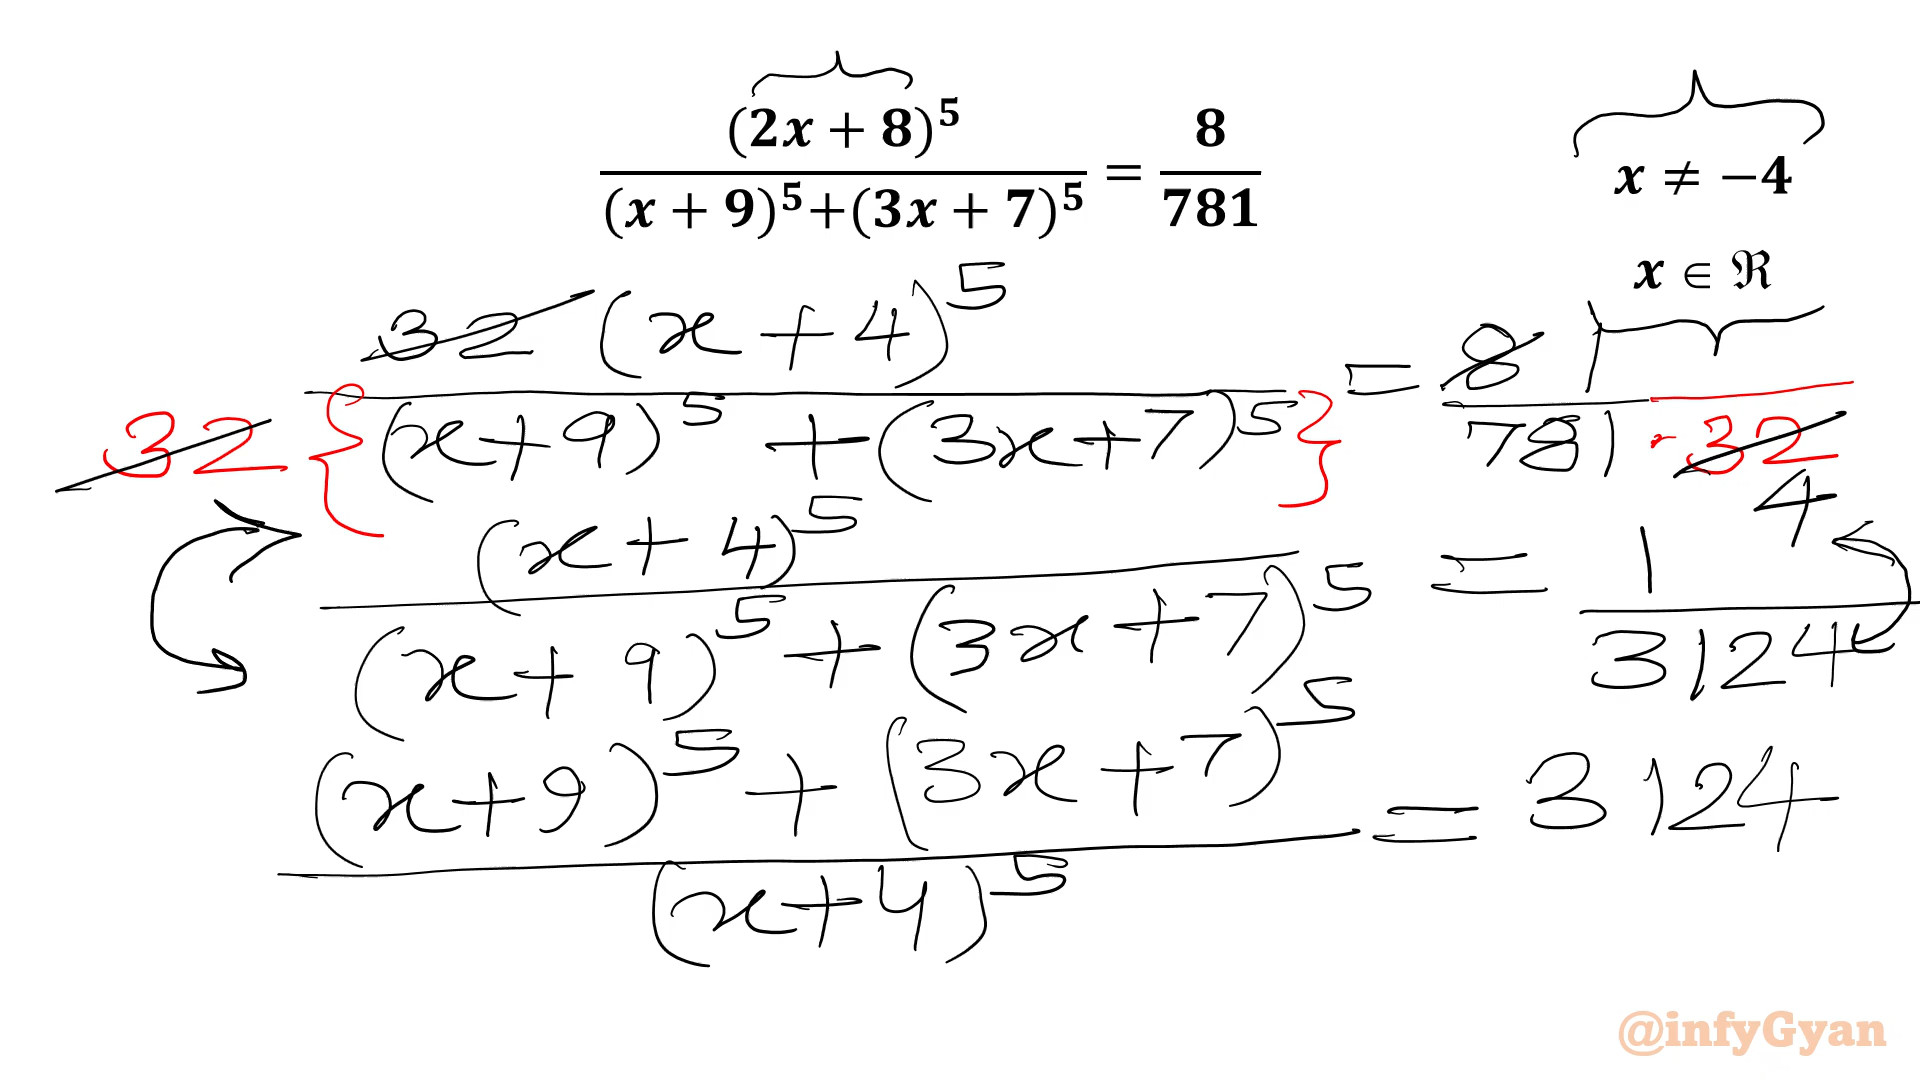 (2x + 8)^5 / ((x + 9)^5+(3x + 7)^5) = 8/781
x ≠ −4
x ∈ ℜ
32 (x + 4)^5 / 32 {(x+9)^5 + (3x+7)^5} = 8 / 781 · 32
4
(x + 4)^5 / ((x + 9)^5 + (3x+7)^5) = 1 / 3124
((x+9)^5 + (3x+7)^5) / (x+4)^5 = 3124
@infyGyan